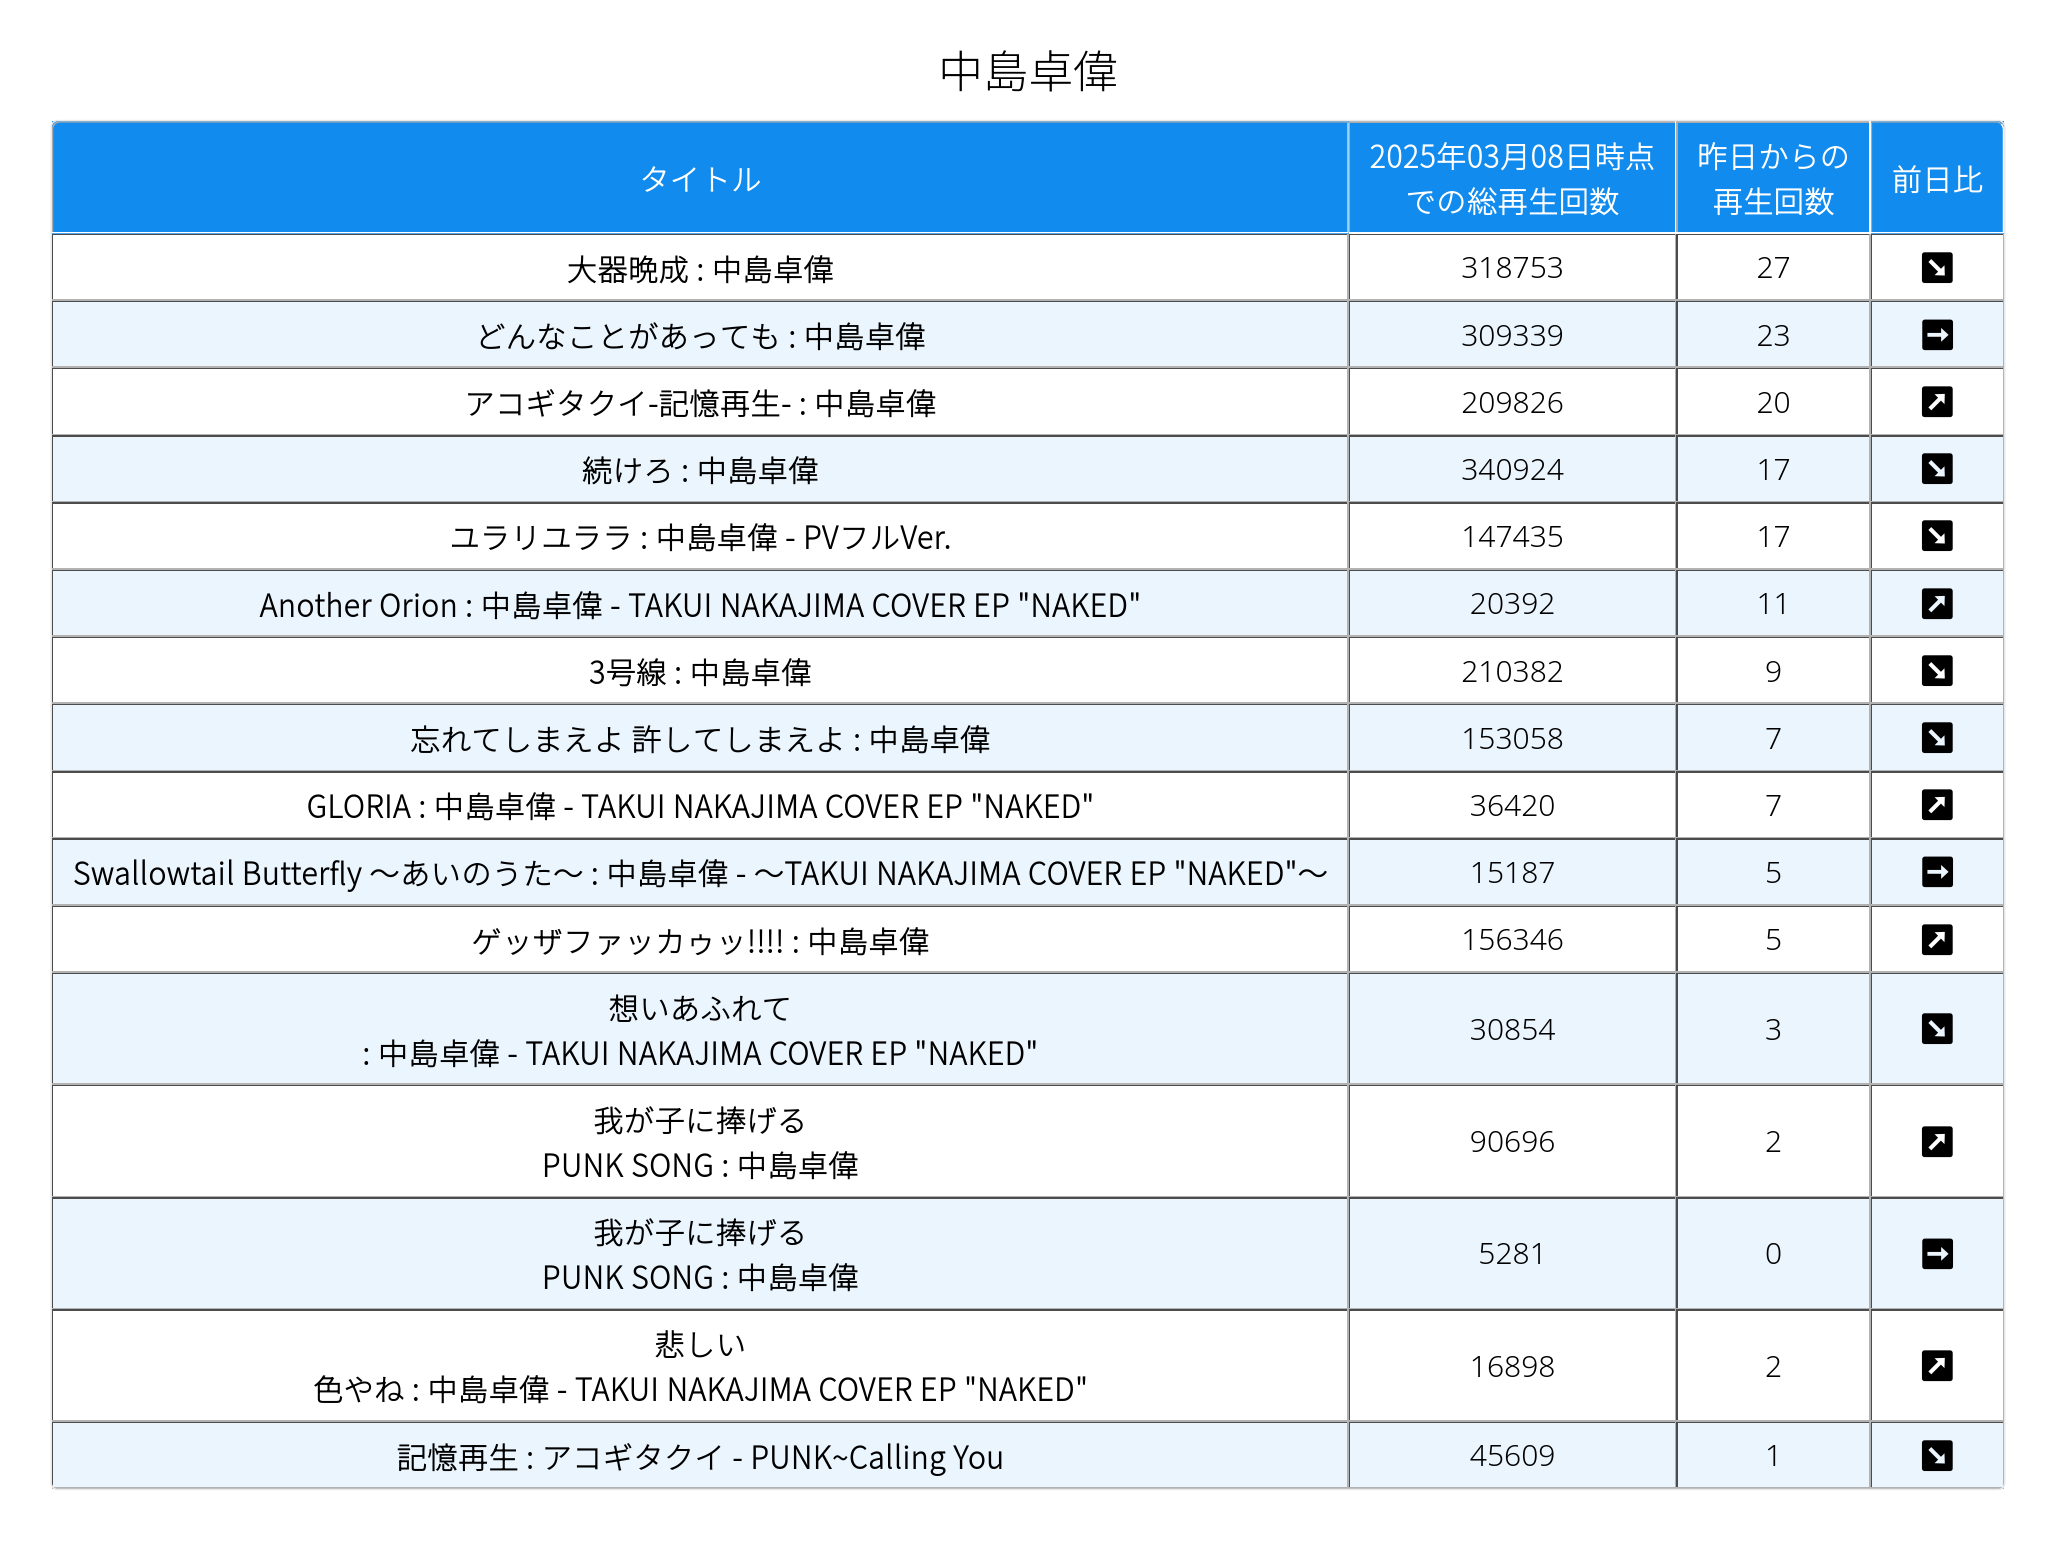 中島卓偉
タイトル
2025年03月08日時点
での総再生回数
昨日からの
再生回数
前日比
大器晩成 : 中島卓偉 318753 27
どんなことがあっても : 中島卓偉 309339 23
アコギタクイ-記憶再生- : 中島卓偉 209826 20
続けろ : 中島卓偉 340924 17
ユラリユララ : 中島卓偉 - PVフルVer. 147435 17
Another Orion : 中島卓偉 - TAKUI NAKAJIMA COVER EP "NAKED" 20392 11
3号線 : 中島卓偉 210382 9
忘れてしまえよ 許してしまえよ : 中島卓偉 153058 7
GLORIA : 中島卓偉 - TAKUI NAKAJIMA COVER EP "NAKED" 36420 7
Swallowtail Butterfly ～あいのうた～ : 中島卓偉 - ～TAKUI NAKAJIMA COVER EP "NAKED"～ 15187 5
ゲッザファッカゥッ!!!! : 中島卓偉 156346 5
想いあふれて
: 中島卓偉 - TAKUI NAKAJIMA COVER EP "NAKED" 30854 3
我が子に捧げる
PUNK SONG : 中島卓偉 90696 2
我が子に捧げる
PUNK SONG : 中島卓偉 5281 0
悲しい
色やね : 中島卓偉 - TAKUI NAKAJIMA COVER EP "NAKED" 16898 2
記憶再生 : アコギタクイ - PUNK~Calling You 45609 1